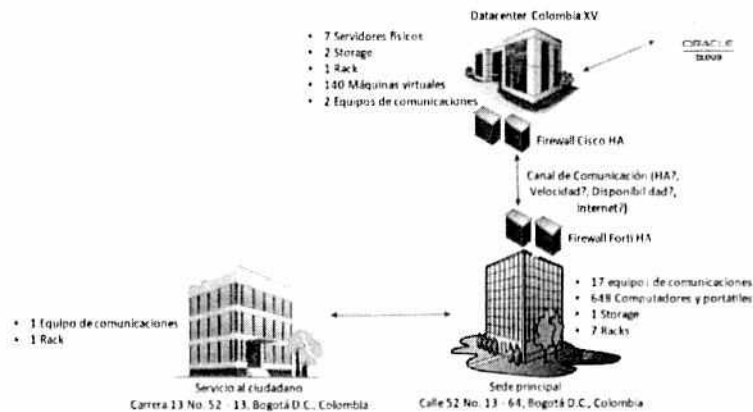 Datacenter Colombia XV
• 7 Servidores físicos
• 2 Storage
• 1 Rack
• 140 Máquinas virtuales
• 2 Equipos de comunicaciones
ORACLE
CLOUD
Firewall Cisco HA
Canal de Comunicación (HA?,
Velocidad?, Disponibilidad?,
Internet?)
Firewall Forti HA
• 17 equipos de comunicaciones
• 648 Computadores y portátiles
• 1 Storage
• 7 Racks
• 1 Equipo de comunicaciones
• 1 Rack
Servicio al ciudadano
Carrera 13 No. 52 - 13, Bogotá D.C., Colombia
Sede principal
Calle 52 No. 13 - 64, Bogotá D.C., Colombia